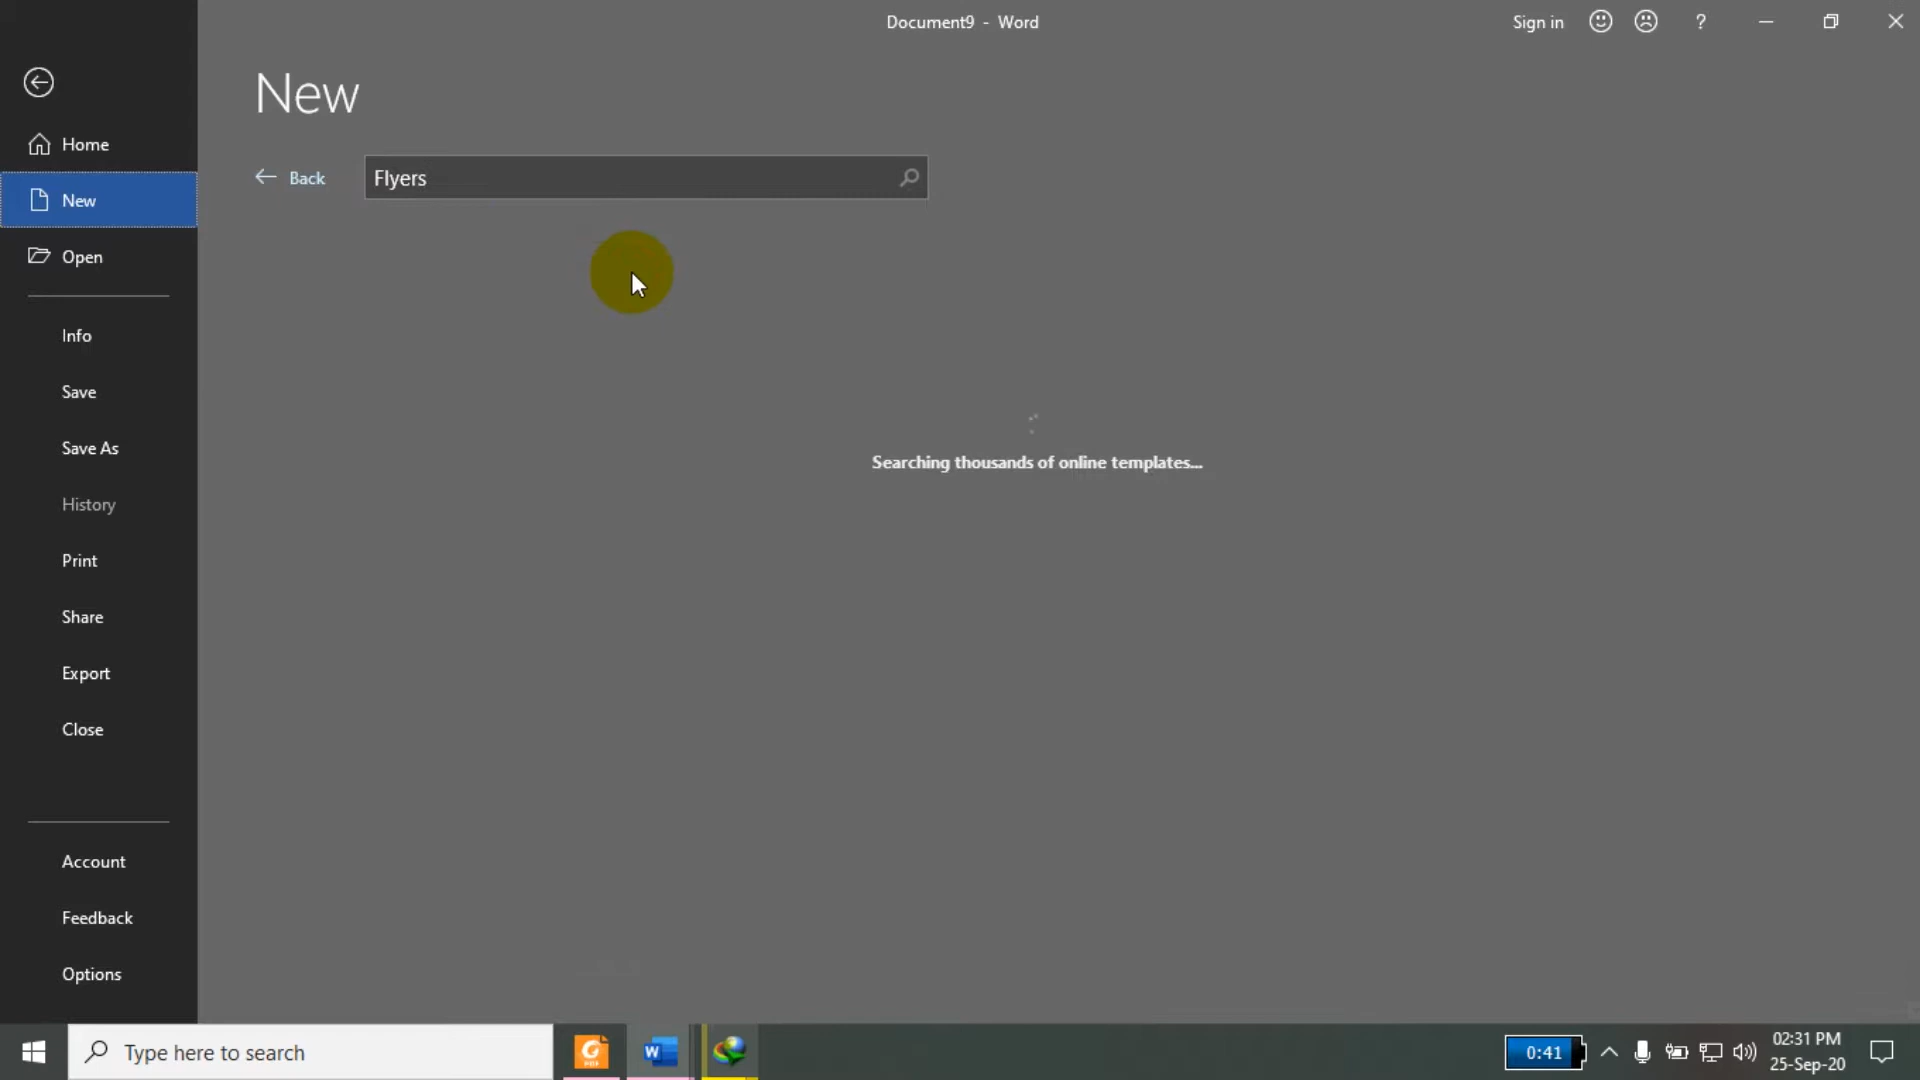 Document9 - Word
Sign in
?
New
Home
Back
Flyers
New
Open
Info
Save
Searching thousands of online templates...
Save As
History
Print
Share
Export
Close
Account
Feedback
Options
Type here to search
G
PDF
W
0:41
02:31 PM
25-Sep-20